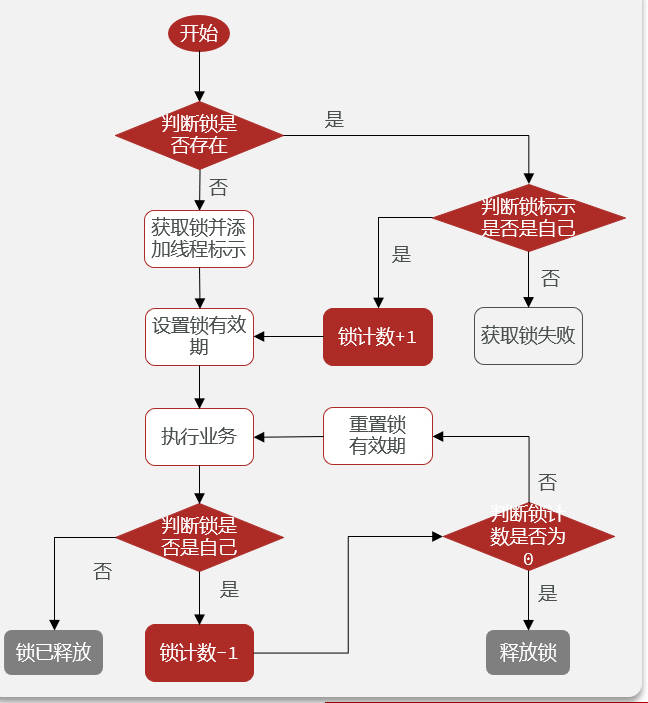 开始
判断锁是
否存在
是
否
获取锁并添
加线程标示
判断锁标示
是否是自己
是
否
设置锁有效
期
锁计数+1
获取锁失败
执行业务
重置锁
有效期
否
判断锁是
否是自己
判断锁计
数是否为
0
否
是
是
锁已释放
锁计数-1
释放锁